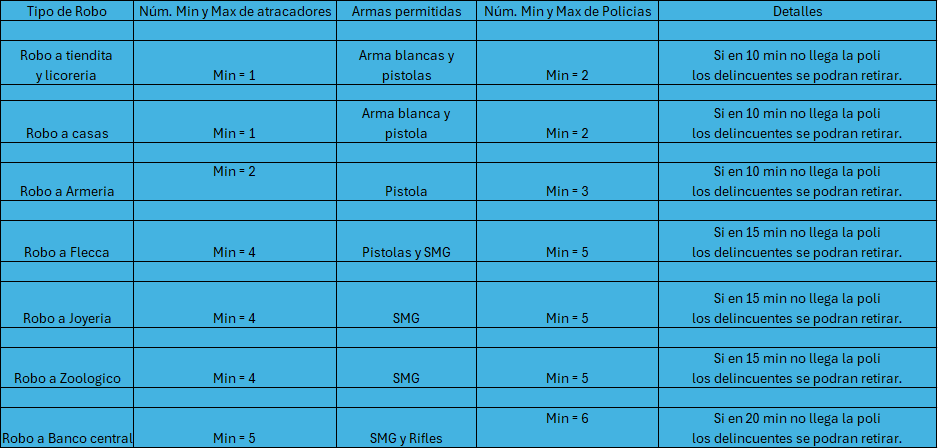 Tipo de Robo Núm. Min y Max de atracadores Armas permitidas Núm. Min y Max de Policias Detalles
Robo a tiendita Arma blancas y Si en 10 min no llega la poli
y licoreria Min = 1 pistolas Min = 2 los delincuentes se podran retirar.
Arma blanca y Si en 10 min no llega la poli
Robo a casas Min = 1 pistola Min = 2 los delincuentes se podran retirar.
Min = 2 Si en 10 min no llega la poli
Robo a Armeria Pistola Min = 3 los delincuentes se podran retirar.
Si en 15 min no llega la poli
Robo a Flecca Min = 4 Pistolas y SMG Min = 5 los delincuentes se podran retirar.
Si en 15 min no llega la poli
Robo a Joyeria Min = 4 SMG Min = 5 los delincuentes se podran retirar.
Si en 15 min no llega la poli
Robo a Zoologico Min = 4 SMG Min = 5 los delincuentes se podran retirar.
Min = 6 Si en 20 min no llega la poli
Robo a Banco central Min = 5 SMG y Rifles los delincuentes se podran retirar.